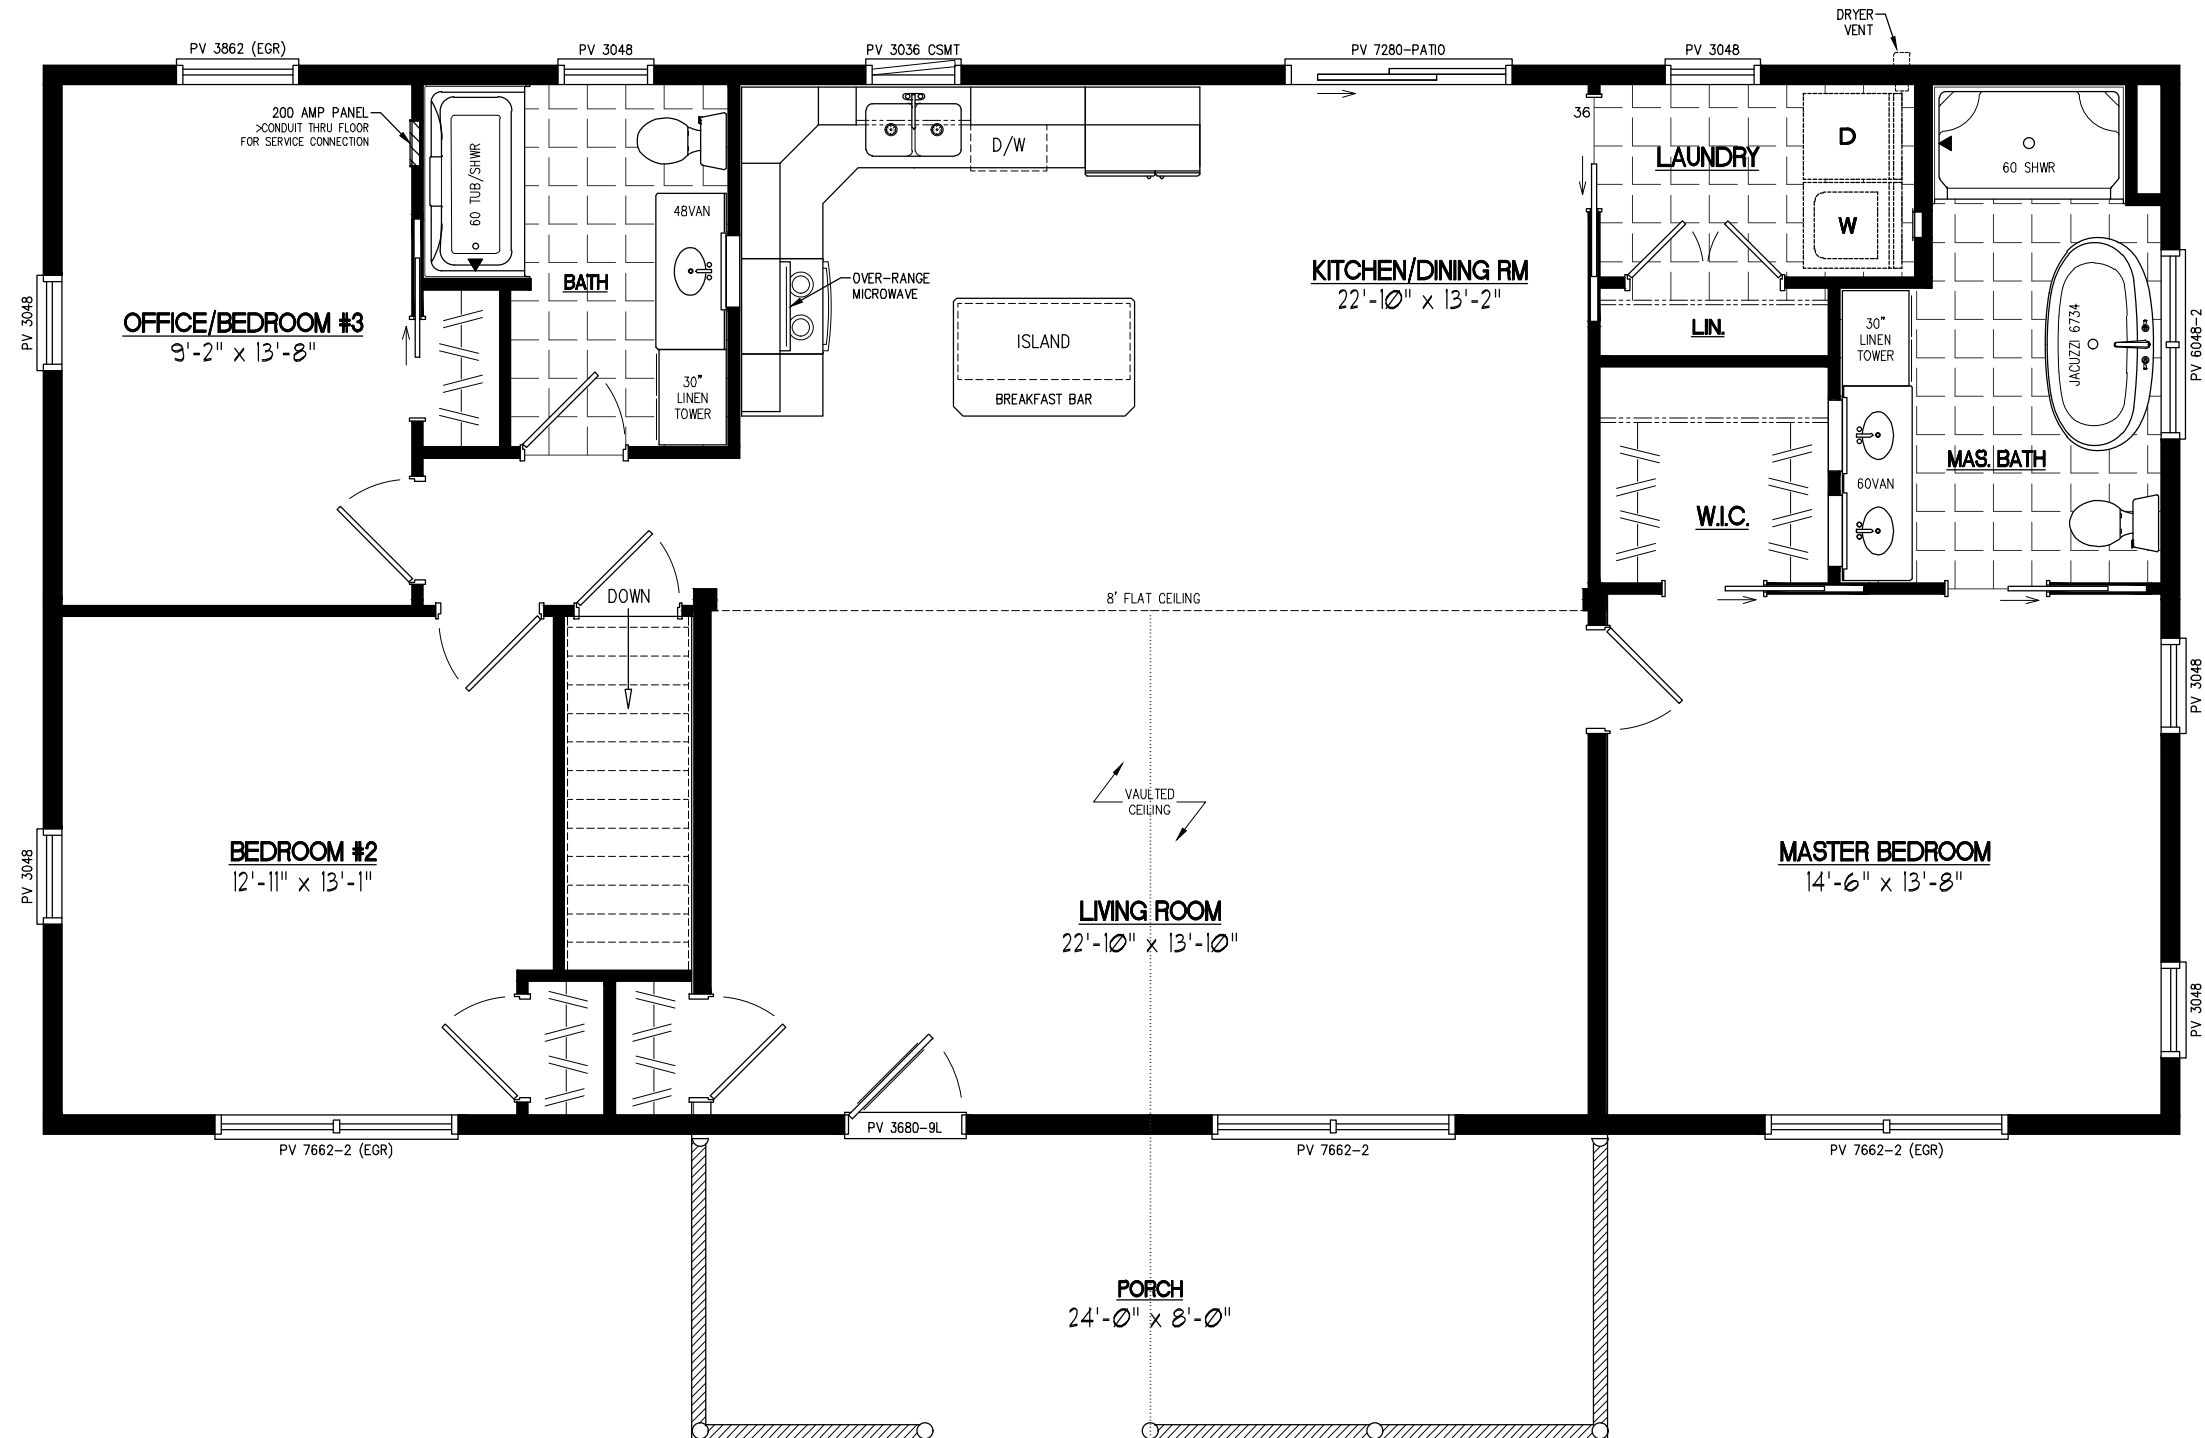 DRYER
VENT
PV 3862 (EGR)
PV 3048
PV 3036 CSMT
PV 7280-PATIO
PV 3048
200 AMP PANEL
>CONDUIT THRU FLOOR
FOR SERVICE CONNECTION
60 TUB/SHWR
48VAN
BATH
30"
LINEN
TOWER
D/W
OVER-RANGE
MICROWAVE
ISLAND
BREAKFAST BAR
KITCHEN/DINING RM
22'-10" x 13'-2"
36
LAUNDRY
D
W
LIN.
60 SHWR
30"
LINEN
TOWER
JACUZZI 6734
PV 6048-2
MAS. BATH
60VAN
W.I.C.
PV 3048
OFFICE/BEDROOM #3
9'-2" x 13'-8"
DOWN
8' FLAT CEILING
VAULTED
CEILING
PV 3048
PV 3048
BEDROOM #2
12'-11" x 13'-1"
LIVING ROOM
22'-10" x 13'-10"
MASTER BEDROOM
14'-6" x 13'-8"
PV 3048
PV 7662-2 (EGR)
PV 3680-9L
PV 7662-2
PV 7662-2 (EGR)
PORCH
24'-0" x 8'-0"